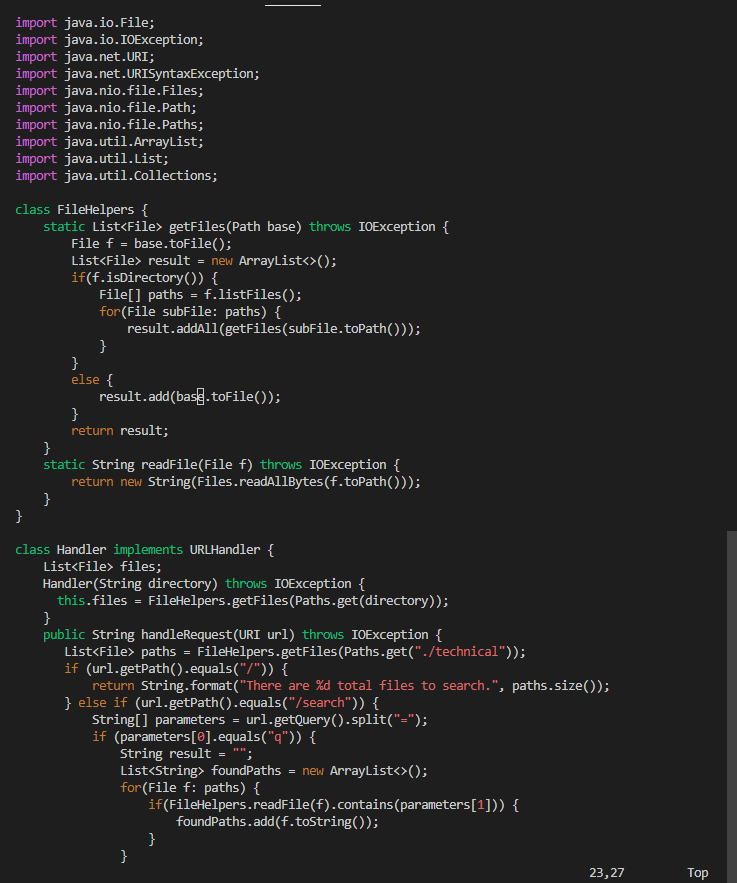 import java.io.File;
import java.io.IOException;
import java.net.URI;
import java.net.URISyntaxException;
import java.nio.file.Files;
import java.nio.file.Path;
import java.nio.file.Paths;
import java.util.ArrayList;
import java.util.List;
import java.util.Collections;

class FileHelpers {
    static List<File> getFiles(Path base) throws IOException {
        File f = base.toFile();
        List<File> result = new ArrayList<>();
        if(f.isDirectory()) {
            File[] paths = f.listFiles();
            for(File subFile: paths) {
                result.addAll(getFiles(subFile.toPath()));
            }
        }
        else {
            result.add(base.toFile());
        }
        return result;
    }
    static String readFile(File f) throws IOException {
        return new String(Files.readAllBytes(f.toPath()));
    }
}

class Handler implements URLHandler {
    List<File> files;
    Handler(String directory) throws IOException {
      this.files = FileHelpers.getFiles(Paths.get(directory));
    }
    public String handleRequest(URI url) throws IOException {
       List<File> paths = FileHelpers.getFiles(Paths.get("./technical"));
       if (url.getPath().equals("/")) {
           return String.format("There are %d total files to search.", paths.size());
       } else if (url.getPath().equals("/search")) {
           String[] parameters = url.getQuery().split("=");
           if (parameters[0].equals("q")) {
               String result = "";
               List<String> foundPaths = new ArrayList<>();
               for(File f: paths) {
                   if(FileHelpers.readFile(f).contains(parameters[1])) {
                       foundPaths.add(f.toString());
                   }
               }
23,27 Top